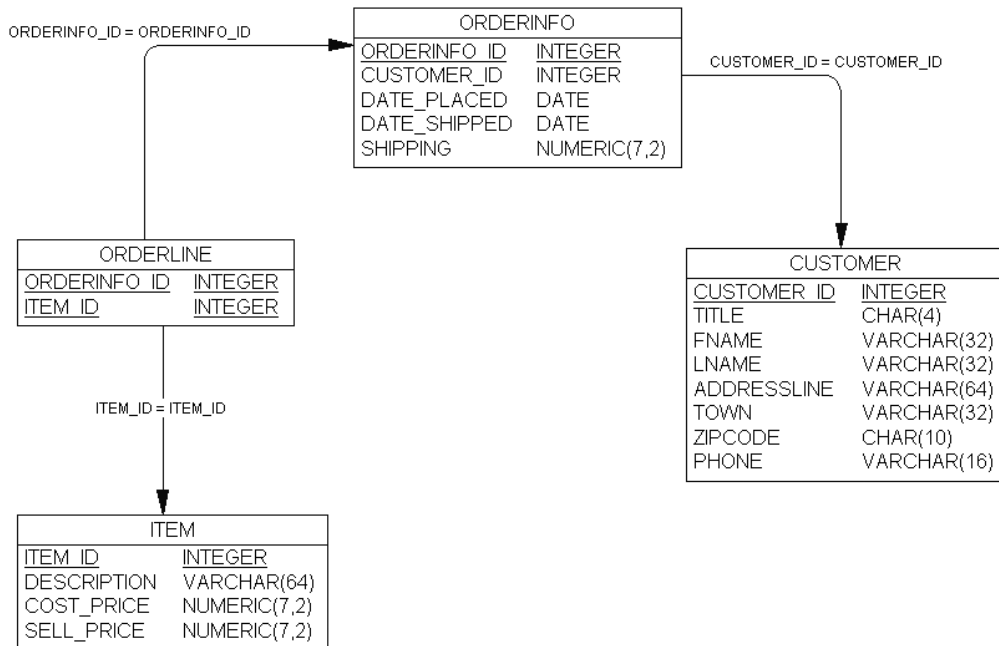 ORDERINFO_ID = ORDERINFO_ID
ORDERINFO
ORDERINFO_ID INTEGER
CUSTOMER_ID INTEGER
DATE_PLACED DATE
DATE_SHIPPED DATE
SHIPPING NUMERIC(7,2)
CUSTOMER_ID = CUSTOMER_ID
ORDERLINE
ORDERINFO_ID INTEGER
ITEM_ID INTEGER
CUSTOMER
CUSTOMER_ID INTEGER
TITLE CHAR(4)
FNAME VARCHAR(32)
LNAME VARCHAR(32)
ADDRESSLINE VARCHAR(64)
TOWN VARCHAR(32)
ZIPCODE CHAR(10)
PHONE VARCHAR(16)
ITEM_ID = ITEM_ID
ITEM
ITEM_ID INTEGER
DESCRIPTION VARCHAR(64)
COST_PRICE NUMERIC(7,2)
SELL_PRICE NUMERIC(7,2)